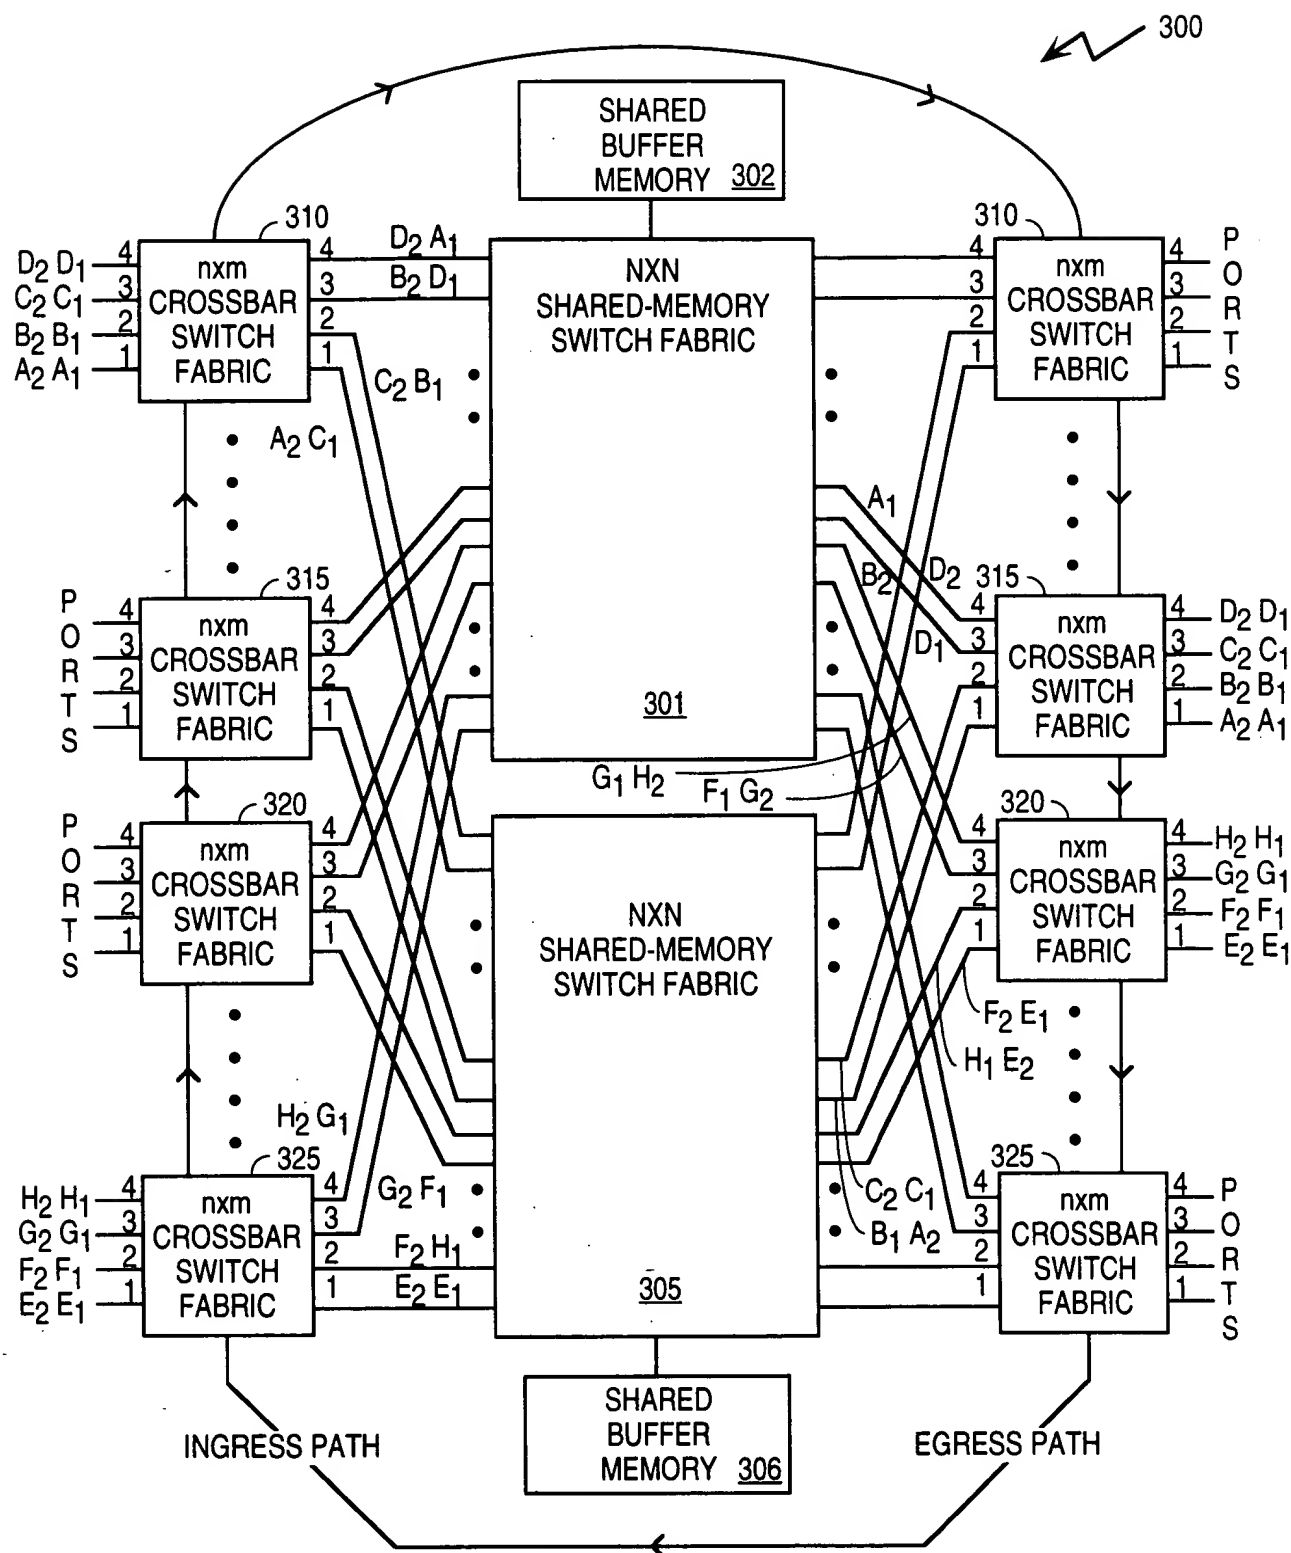 300
SHARED
BUFFER
MEMORY 302
310
nxm
CROSSBAR
SWITCH
FABRIC
D2 D1 4
C2 C1 3
B2 B1 2
A2 A1 1
4 D2 A1
3 B2 D1
2
1
C2 B1
A2 C1
NXN
SHARED-MEMORY
SWITCH FABRIC
301
310
4
3
2
1
nxm
CROSSBAR
SWITCH
FABRIC
4
3
2
1
PORTS
A1
D2
B2
D1
315
PORTS
4
3
2
1
nxm
CROSSBAR
SWITCH
FABRIC
4
3
2
1
315
4
3
2
1
nxm
CROSSBAR
SWITCH
FABRIC
4 D2 D1
3 C2 C1
2 B2 B1
1 A2 A1
G1 H2
F1 G2
320
PORTS
4
3
2
1
nxm
CROSSBAR
SWITCH
FABRIC
4
3
2
1
NXN
SHARED-MEMORY
SWITCH FABRIC
305
320
4
3
2
1
nxm
CROSSBAR
SWITCH
FABRIC
4 H2 H1
3 G2 G1
2 F2 F1
1 E2 E1
F2 E1
H1 E2
C2 C1
B1 A2
H2 G1
G2 F1
325
H2 H1 4
G2 G1 3
F2 F1 2
E2 E1 1
nxm
CROSSBAR
SWITCH
FABRIC
4
3
2 F2 H1
1 E2 E1
325
4
3
2
1
nxm
CROSSBAR
SWITCH
FABRIC
4
3
2
1
PORTS
SHARED
BUFFER
MEMORY 306
INGRESS PATH
EGRESS PATH